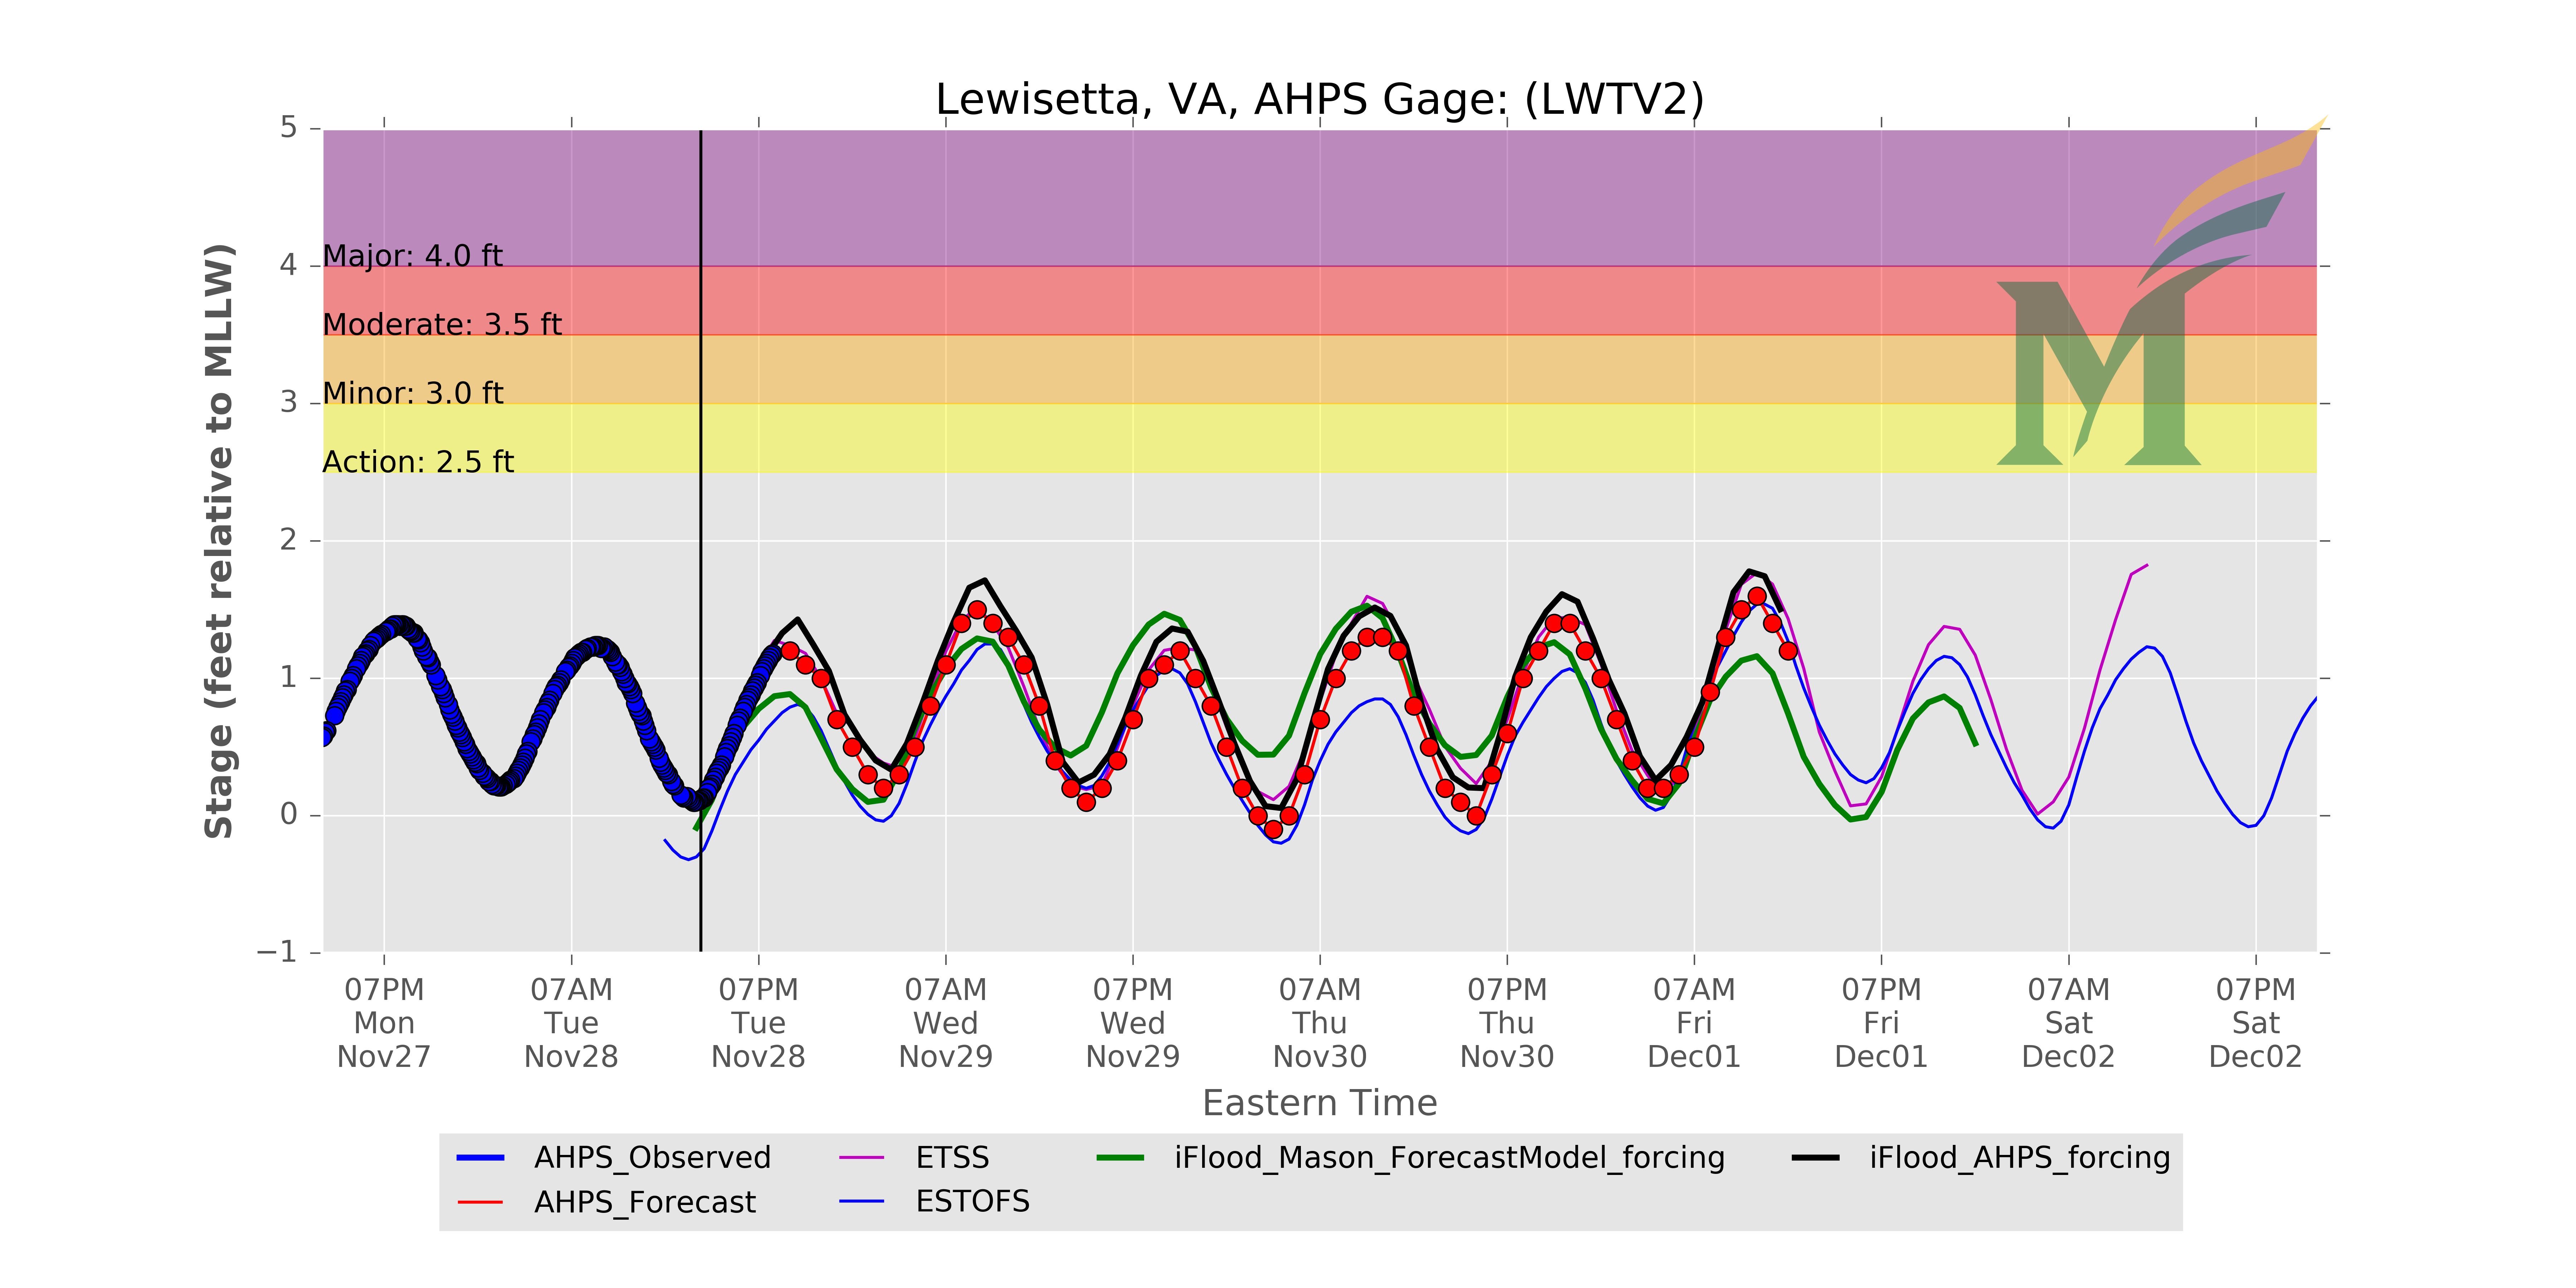 Lewisetta, VA, AHPS Gage: (LWTV2)
Stage (feet relative to MLLW)
5
4
3
2
1
0
−1
Major: 4.0 ft
Moderate: 3.5 ft
Minor: 3.0 ft
Action: 2.5 ft
07PM 07AM 07PM 07AM 07PM 07AM 07PM 07AM 07PM 07AM 07PM
Mon Tue Tue Wed Wed Thu Thu Fri Fri Sat Sat
Nov27 Nov28 Nov28 Nov29 Nov29 Nov30 Nov30 Dec01 Dec01 Dec02 Dec02
Eastern Time
AHPS_Observed ETSS iFlood_Mason_ForecastModel_forcing iFlood_AHPS_forcing
AHPS_Forecast ESTOFS